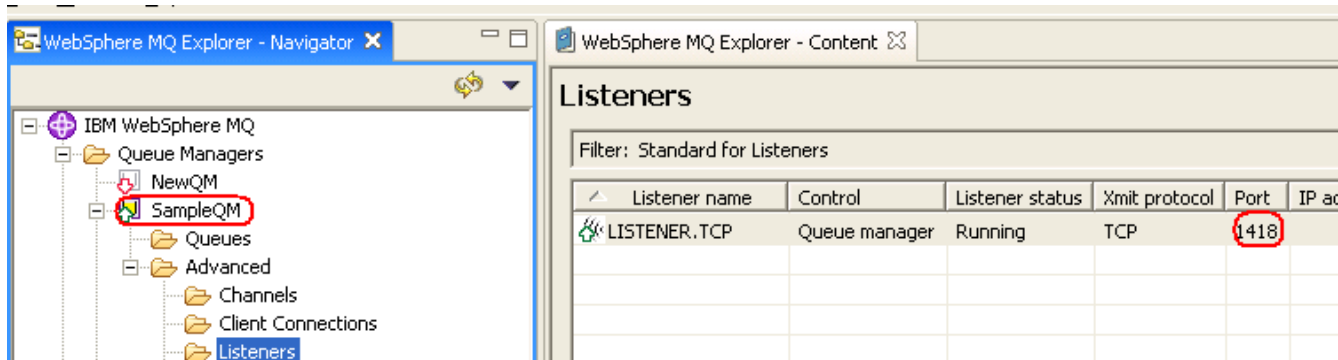 WebSphere MQ Explorer - Navigator
WebSphere MQ Explorer - Content
IBM WebSphere MQ
Queue Managers
NewQM
SampleQM
Queues
Advanced
Channels
Client Connections
Listeners
Listeners
Filter: Standard for Listeners
Listener name Control Listener status Xmit protocol Port IP
LISTENER.TCP Queue manager Running TCP 1418